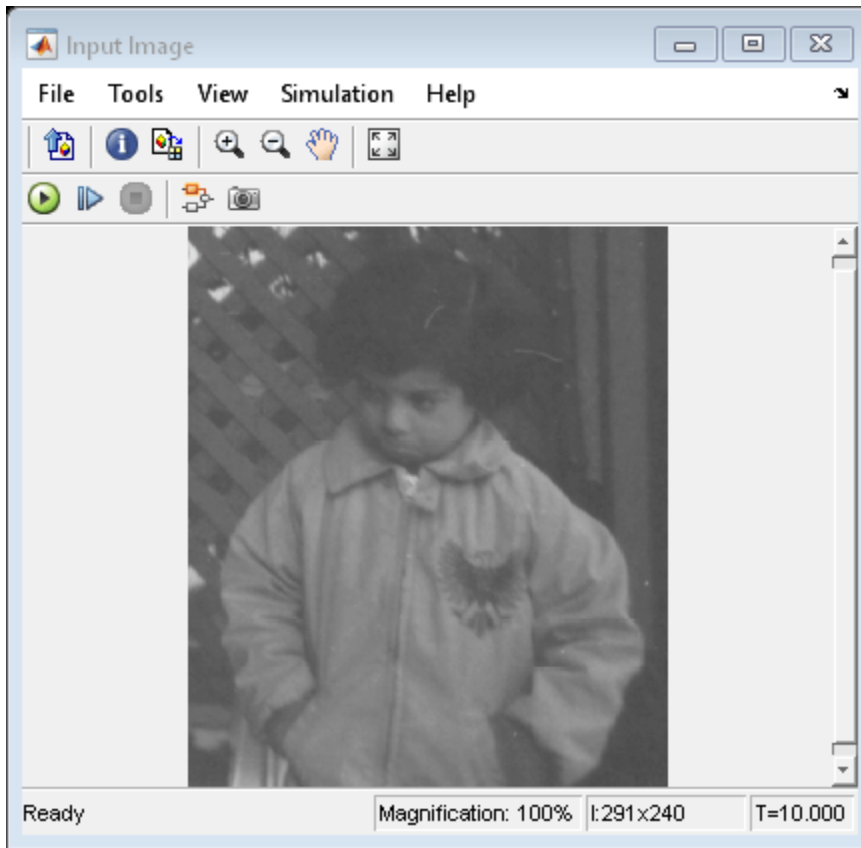 Input Image
File Tools View Simulation Help
Ready Magnification: 100% I:291x240 T=10.000